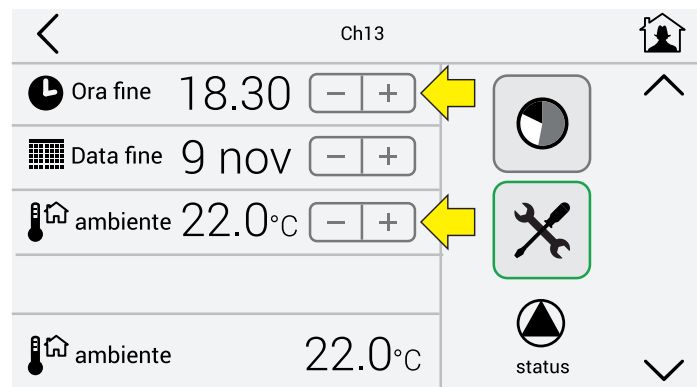 Ch13
Ora fine 18.30 − +
Data fine 9 nov − +
ambiente 22.0°C − +
ambiente 22.0°C
status